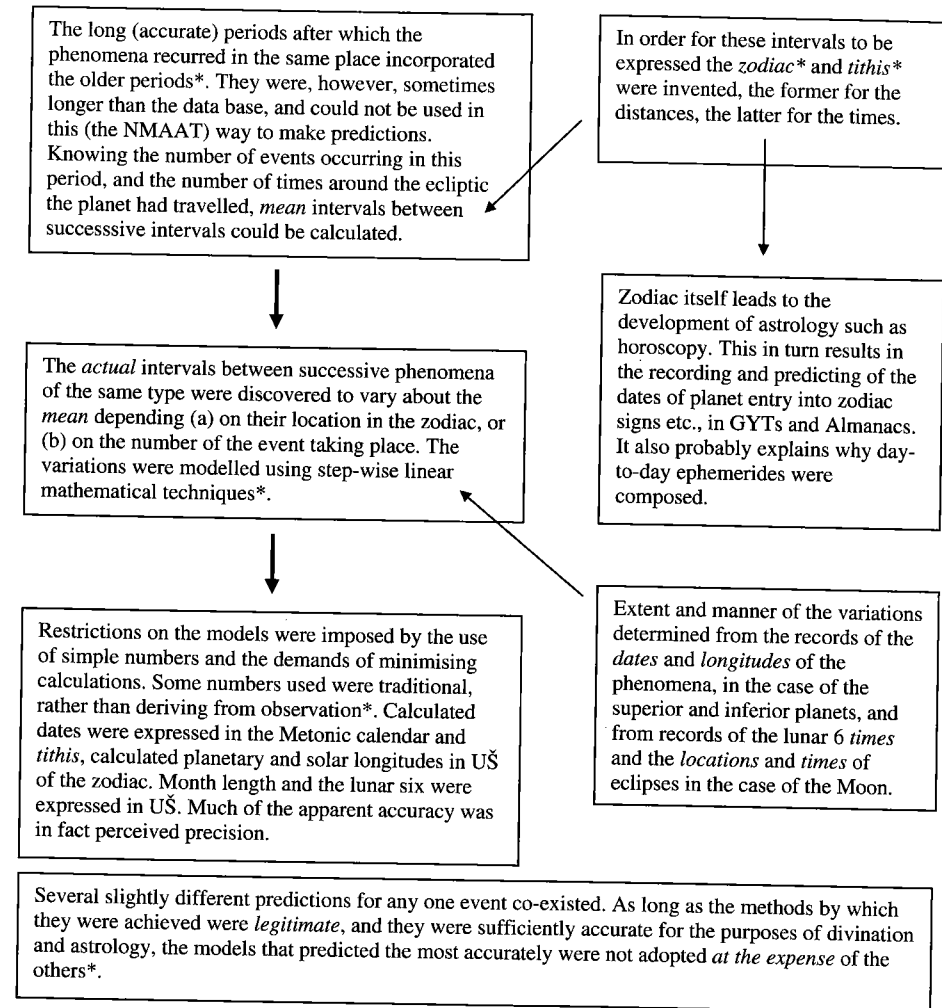 The long (accurate) periods after which the
phenomena recurred in the same place incorporated
the older periods*. They were, however, sometimes
longer than the data base, and could not be used in
this (the NMAAT) way to make predictions.
Knowing the number of events occurring in this
period, and the number of times around the ecliptic
the planet had travelled, mean intervals between
successsive intervals could be calculated.
In order for these intervals to be
expressed the zodiac* and tithis*
were invented, the former for the
distances, the latter for the times.
Zodiac itself leads to the
development of astrology such as
horoscopy. This in turn results in
the recording and predicting of the
dates of planet entry into zodiac
signs etc., in GYTs and Almanacs.
It also probably explains why day-
to-day ephemerides were
composed.
The actual intervals between successive phenomena
of the same type were discovered to vary about the
mean depending (a) on their location in the zodiac, or
(b) on the number of the event taking place. The
variations were modelled using step-wise linear
mathematical techniques*.
Extent and manner of the variations
determined from the records of the
dates and longitudes of the
phenomena, in the case of the
superior and inferior planets, and
from records of the lunar 6 times
and the locations and times of
eclipses in the case of the Moon.
Restrictions on the models were imposed by the use
of simple numbers and the demands of minimising
calculations. Some numbers used were traditional,
rather than deriving from observation*. Calculated
dates were expressed in the Metonic calendar and
tithis, calculated planetary and solar longitudes in UŠ
of the zodiac. Month length and the lunar six were
expressed in UŠ. Much of the apparent accuracy was
in fact perceived precision.
Several slightly different predictions for any one event co-existed. As long as the methods by which
they were achieved were legitimate, and they were sufficiently accurate for the purposes of divination
and astrology, the models that predicted the most accurately were not adopted at the expense of the
others*.